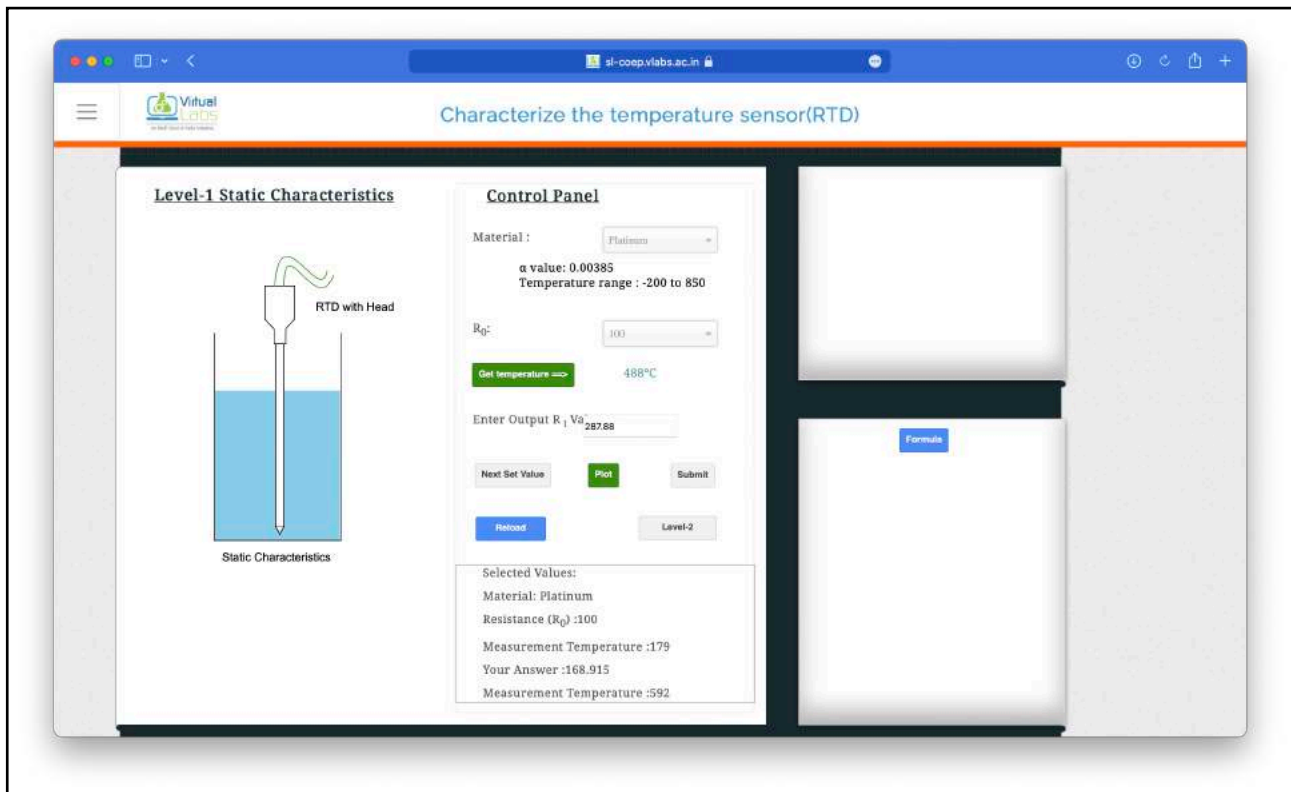 sl-coep.vlabs.ac.in
Virtual
Labs
Characterize the temperature sensor(RTD)
Level-1 Static Characteristics
RTD with Head
Static Characteristics
Control Panel
Material : Platinum
α value: 0.00385
Temperature range : -200 to 850
R0: 100
Get temperature ==> 488°C
Enter Output R t Va 287.88
Next Set Value Plot Submit
Reload Level-2
Selected Values:
Material: Platinum
Resistance (R0) :100
Measurement Temperature :179
Your Answer :168.915
Measurement Temperature :592
Formula